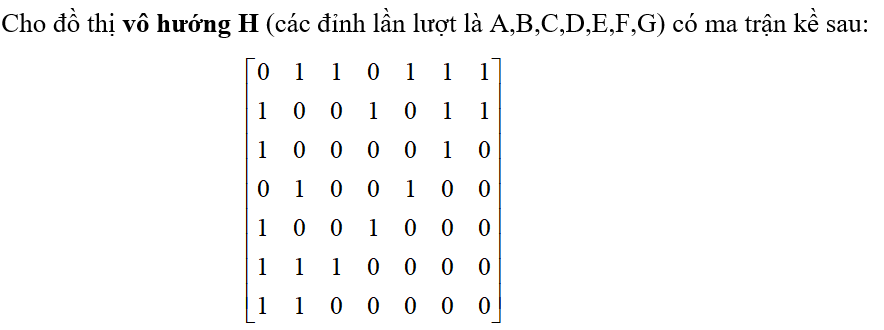 Cho đồ thị vô hướng H (các đỉnh lần lượt là A,B,C,D,E,F,G) có ma trận kề sau:
0 1 1 0 1 1 1
1 0 0 1 0 1 1
1 0 0 0 0 1 0
0 1 0 0 1 0 0
1 0 0 1 0 0 0
1 1 1 0 0 0 0
1 1 0 0 0 0 0